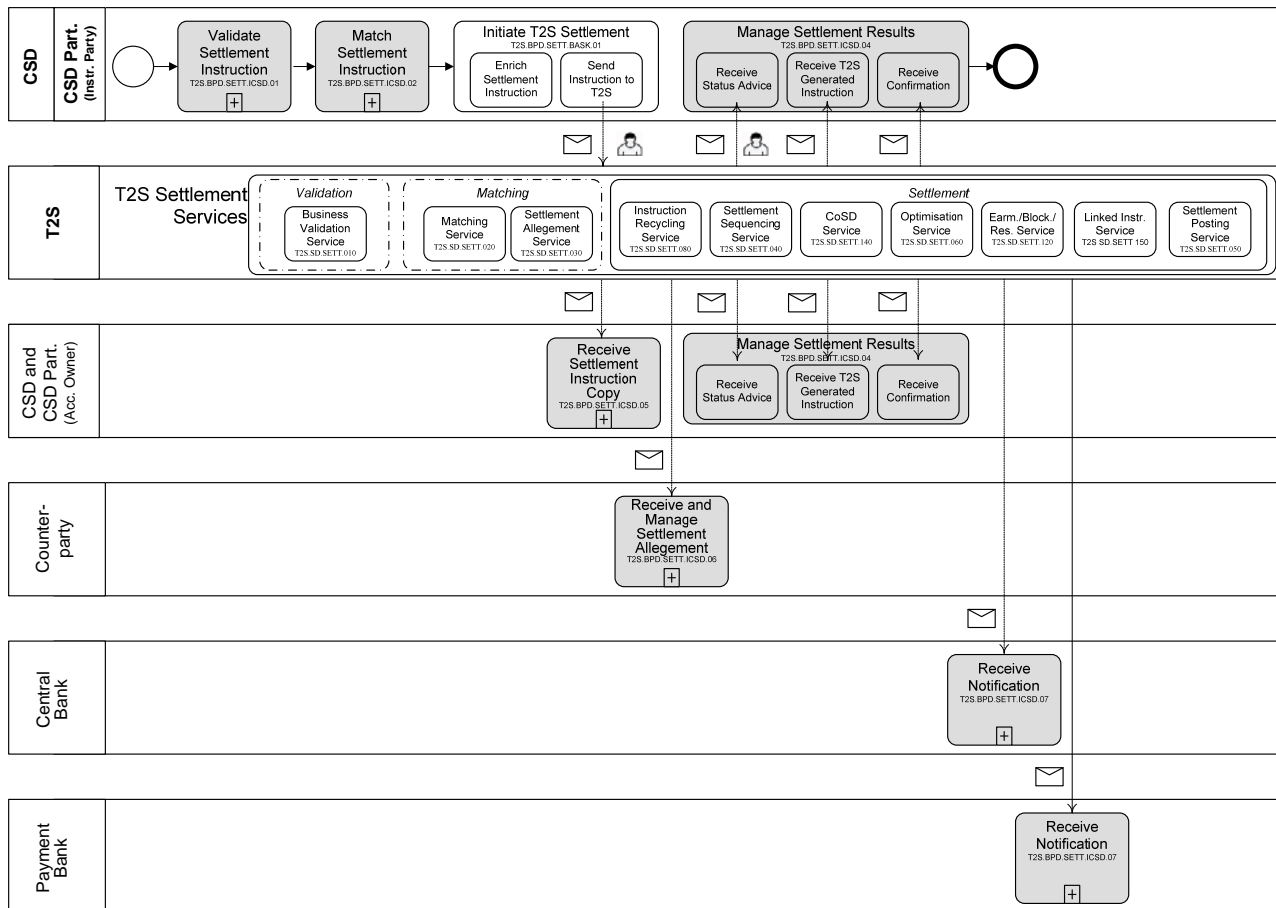 CSD
CSD Part.
(Instr. Party)
Validate
Settlement
Instruction
T2S.BPD.SETT.ICSD.01
+
Match
Settlement
Instruction
T2S.BPD.SETT.ICSD.02
+
Initiate T2S Settlement
T2S.BPD.SETT.BASK.01
Enrich
Settlement
Instruction
Send
Instruction to
T2S
Manage Settlement Results
T2S.BPD.SETT.ICSD.04
Receive
Status Advice
Receive T2S
Generated
Instruction
Receive
Confirmation
T2S
T2S Settlement
Services
Validation
Business
Validation
Service
T2S.SD.SETT.010
Matching
Matching
Service
T2S.SD.SETT.020
Settlement
Allegement
Service
T2S.SD.SETT.030
Settlement
Instruction
Recycling
Service
T2S.SD.SETT.080
Settlement
Sequencing
Service
T2S.SD.SETT.040
CoSD
Service
T2S.SD.SETT.140
Optimisation
Service
T2S.SD.SETT.060
Earm./Block./
Res. Service
T2S.SD.SETT.120
Linked Instr.
Service
T2S SD.SETT 150
Settlement
Posting
Service
T2S.SD.SETT.050
CSD and
CSD Part.
(Acc. Owner)
Receive
Settlement
Instruction
Copy
T2S.BPD.SETT.ICSD.05
+
Manage Settlement Results
T2S.BPD.SETT.ICSD.04
Receive
Status Advice
Receive T2S
Generated
Instruction
Receive
Confirmation
Counter-
party
Receive and
Manage
Settlement
Allegement
T2S.BPD.SETT.ICSD.06
+
Central
Bank
Receive
Notification
T2S.BPD.SETT.ICSD.07
+
Payment
Bank
Receive
Notification
T2S.BPD.SETT.ICSD.07
+